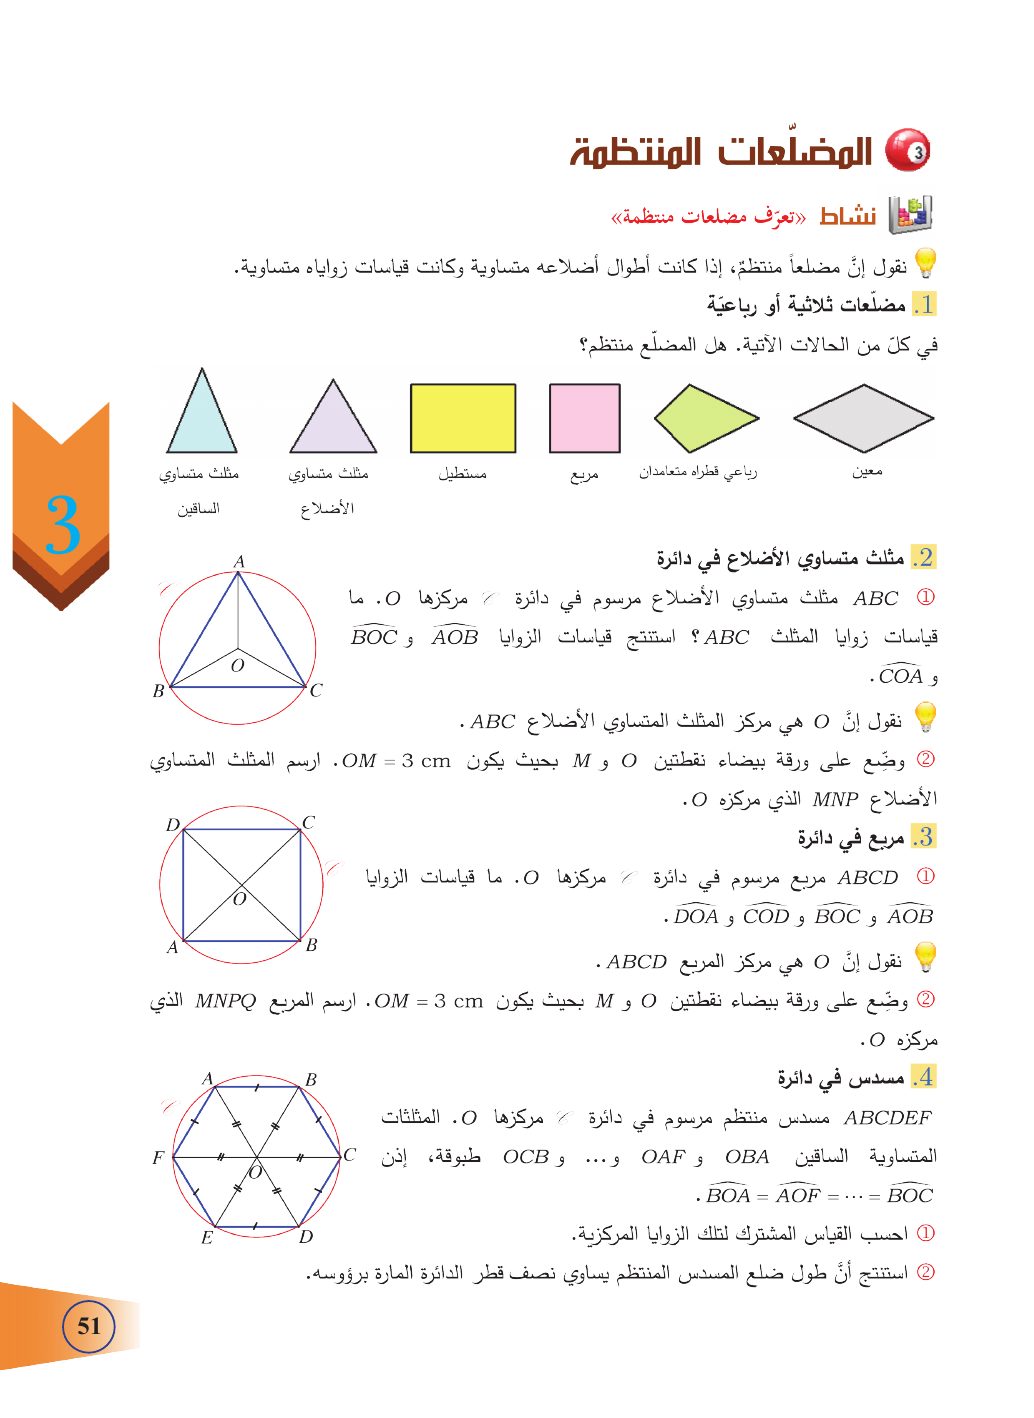 المضلّعات المنتظمة 3
نشاط «تعرّف مضلعات منتظمة»
نقول إنَّ مضلعاً منتظمٌ، إذا كانت أطوال أضلاعه متساوية وكانت قياسات زواياه متساوية.
1. مضلّعات ثلاثية أو رباعيّة
في كلّ من الحالات الآتية. هل المضلّع منتظم؟
معين
رباعي قطراه متعامدان
مربع
مستطيل
مثلث متساوي الأضلاع
مثلث متساوي الساقين
3
2. مثلث متساوي الأضلاع في دائرة
① ABC مثلث متساوي الأضلاع مرسوم في دائرة 𝒞 مركزها O. ما
قياسات زوايا المثلث ABC؟ استنتج قياسات الزوايا AOB و BOC
و COA.
A
O
B
C
نقول إنَّ O هي مركز المثلث المتساوي الأضلاع ABC.
② وضِّع على ورقة بيضاء نقطتين O و M بحيث يكون OM = 3 cm. ارسم المثلث المتساوي
الأضلاع MNP الذي مركزه O.
3. مربع في دائرة
① ABCD مربع مرسوم في دائرة 𝒞 مركزها O. ما قياسات الزوايا
AOB و BOC و COD و DOA.
D C
O
A B
نقول إنَّ O هي مركز المربع ABCD.
② وضِّع على ورقة بيضاء نقطتين O و M بحيث يكون OM = 3 cm. ارسم المربع MNPQ الذي
مركزه O.
4. مسدس في دائرة
ABCDEF مسدس منتظم مرسوم في دائرة 𝒞 مركزها O. المثلثات
المتساوية الساقين OBA و OAF و... و OCB طبوقة، إذن
BOA = AOF = ⋯ = BOC.
A B
F O C
E D
① احسب القياس المشترك لتلك الزوايا المركزية.
② استنتج أنَّ طول ضلع المسدس المنتظم يساوي نصف قطر الدائرة المارة برؤوسه.
51